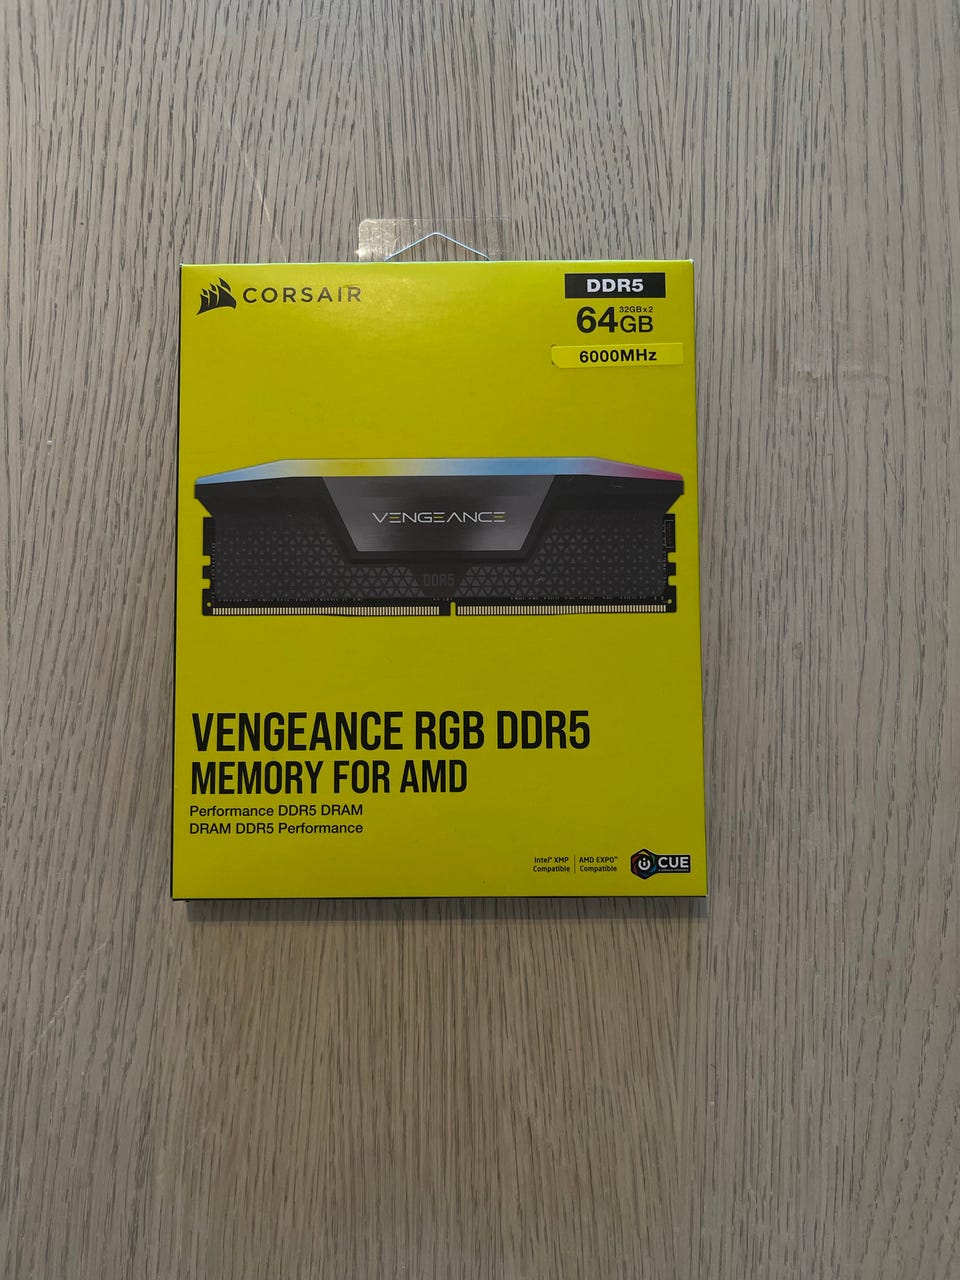 CORSAIR
DDR5
32GBx2
64GB
6000MHz
VENGEANCE
DDR5
VENGEANCE RGB DDR5
MEMORY FOR AMD
Performance DDR5 DRAM
DRAM DDR5 Performance
Intel® XMP
Compatible
AMD EXPO™
Compatible
CUE